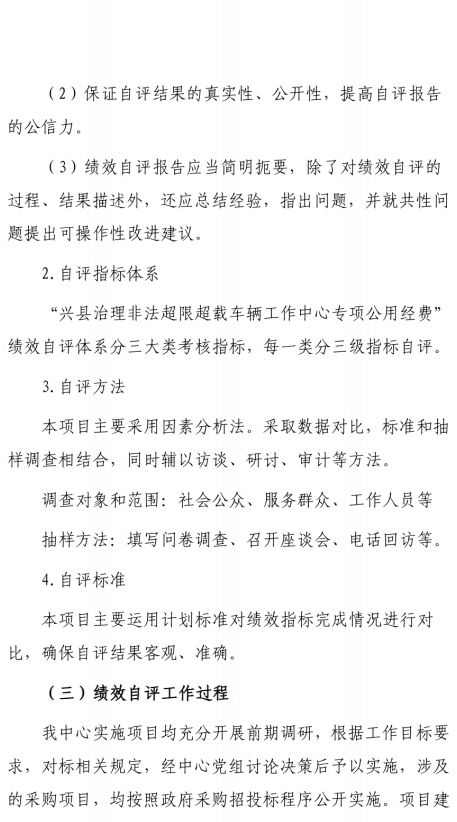 （2）保证自评结果的真实性、公开性，提高自评报告
的公信力。
（3）绩效自评报告应当简明扼要，除了对绩效自评的
过程、结果描述外，还应总结经验，指出问题，并就共性问
题提出可操作性改进建议。
2.自评指标体系
“兴县治理非法超限超载车辆工作中心专项公用经费”
绩效自评体系分三大类考核指标，每一类分三级指标自评。
3.自评方法
本项目主要采用因素分析法。采取数据对比，标准和抽
样调查相结合，同时辅以访谈、研讨、审计等方法。
调查对象和范围：社会公众、服务群众、工作人员等
抽样方法：填写问卷调查、召开座谈会、电话回访等。
4.自评标准
本项目主要运用计划标准对绩效指标完成情况进行对
比，确保自评结果客观、准确。
（三）绩效自评工作过程
我中心实施项目均充分开展前期调研，根据工作目标要
求，对标相关规定，经中心党组讨论决策后予以实施，涉及
的采购项目，均按照政府采购招投标程序公开实施。项目建